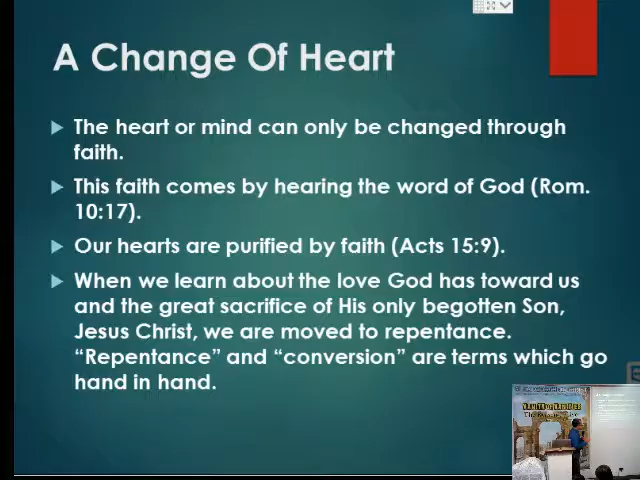 A Change Of Heart
The heart or mind can only be changed through
faith.
This faith comes by hearing the word of God (Rom.
10:17).
Our hearts are purified by faith (Acts 15:9).
When we learn about the love God has toward us
and the great sacrifice of His only begotten Son,
Jesus Christ, we are moved to repentance.
“Repentance” and “conversion” are terms which go
hand in hand.